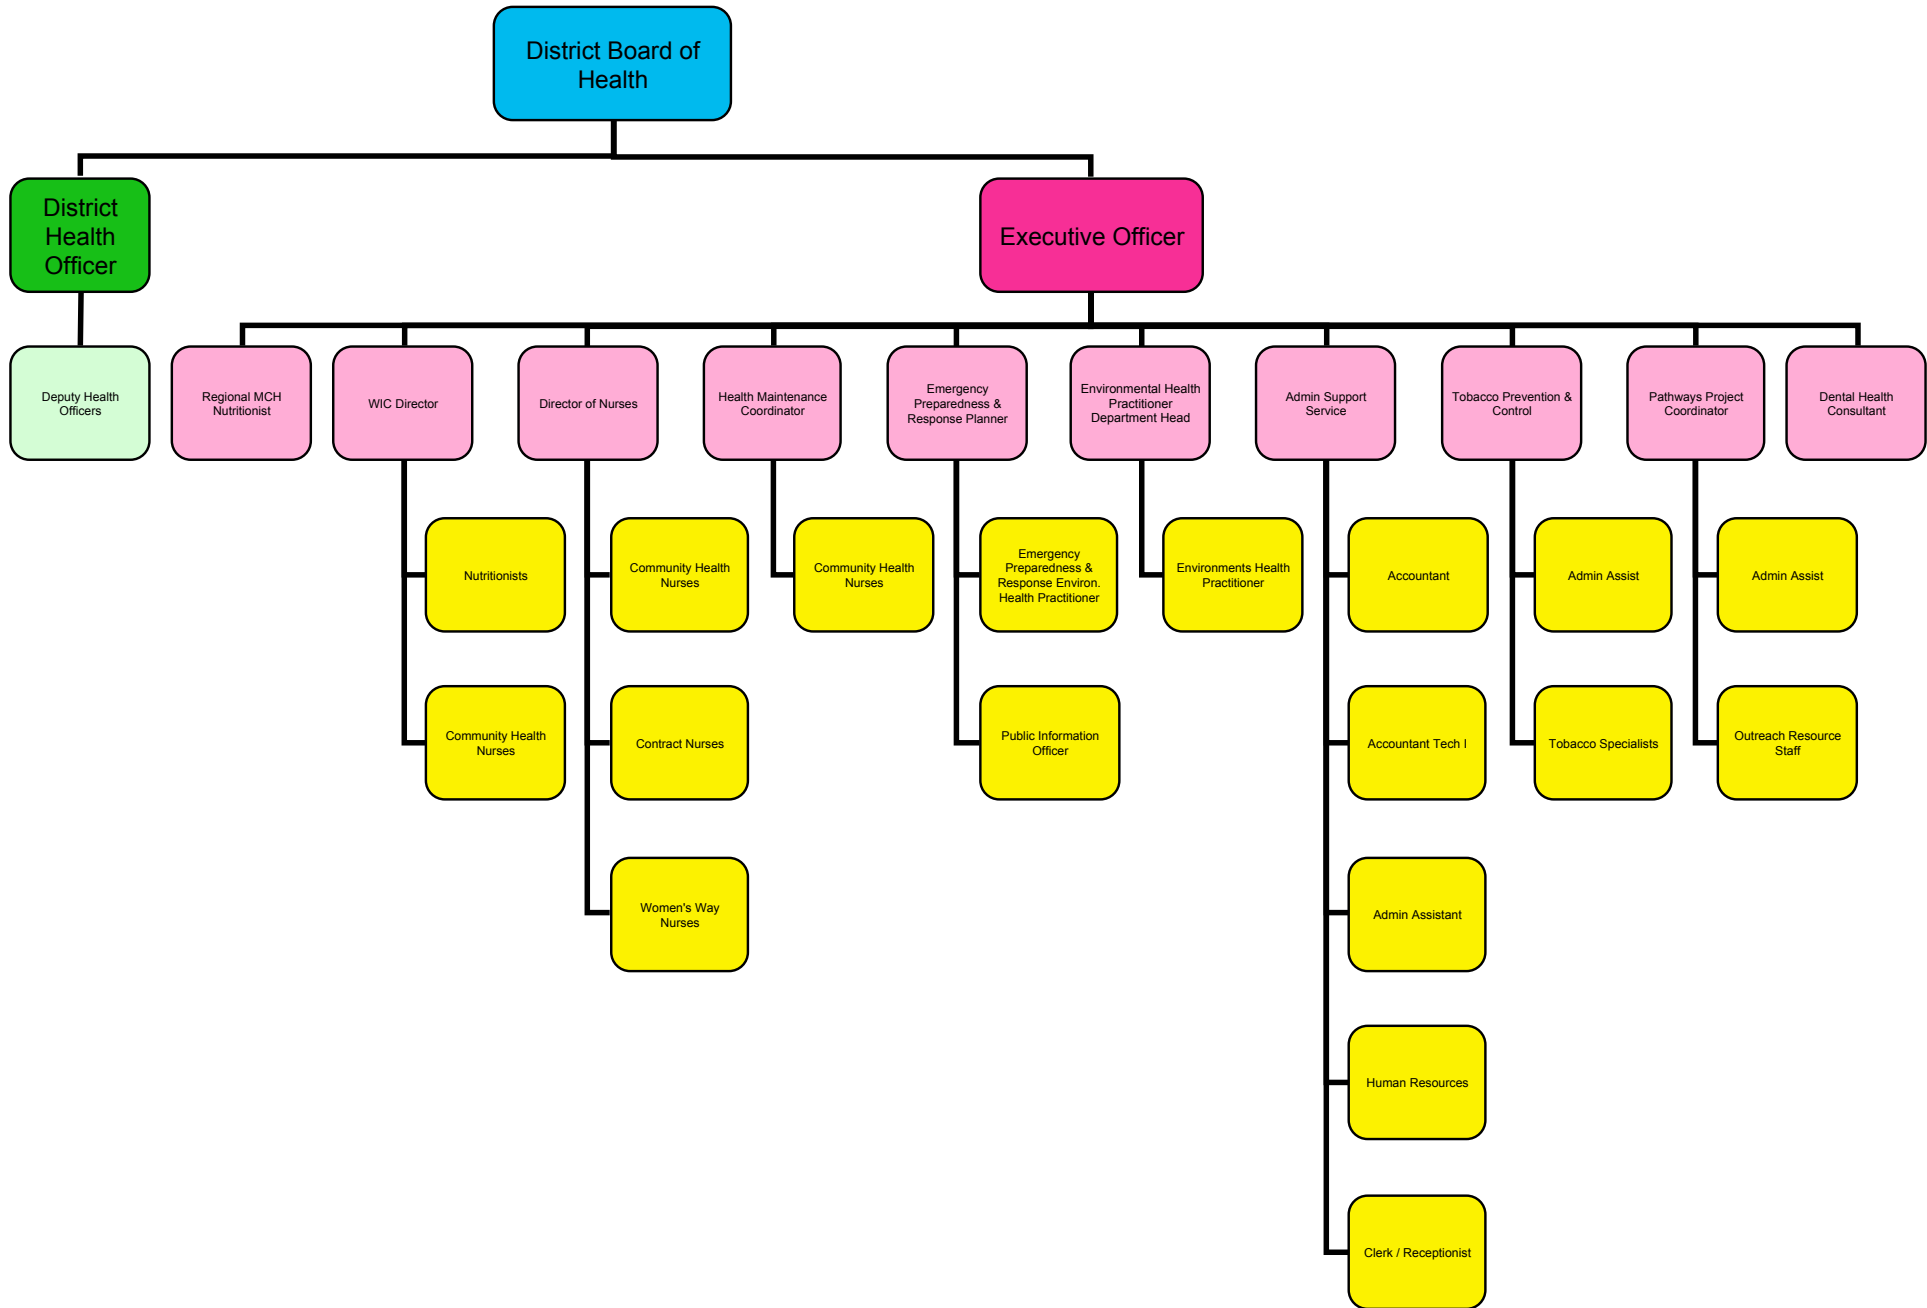 District Board of
Health
District
Health
Officer
Executive Officer
Deputy Health
Officers
Regional MCH
Nutritionist
WIC Director
Director of Nurses
Health Maintenance
Coordinator
Emergency
Preparedness &
Response Planner
Environmental Health
Practitioner
Department Head
Admin Support
Service
Tobacco Prevention &
Control
Pathways Project
Coordinator
Dental Health
Consultant
Nutritionists
Community Health
Nurses
Community Health
Nurses
Emergency
Preparedness &
Response Environ.
Health Practitioner
Environments Health
Practitioner
Accountant
Admin Assist
Admin Assist
Community Health
Nurses
Contract Nurses
Public Information
Officer
Accountant Tech I
Tobacco Specialists
Outreach Resource
Staff
Women's Way
Nurses
Admin Assistant
Human Resources
Clerk / Receptionist